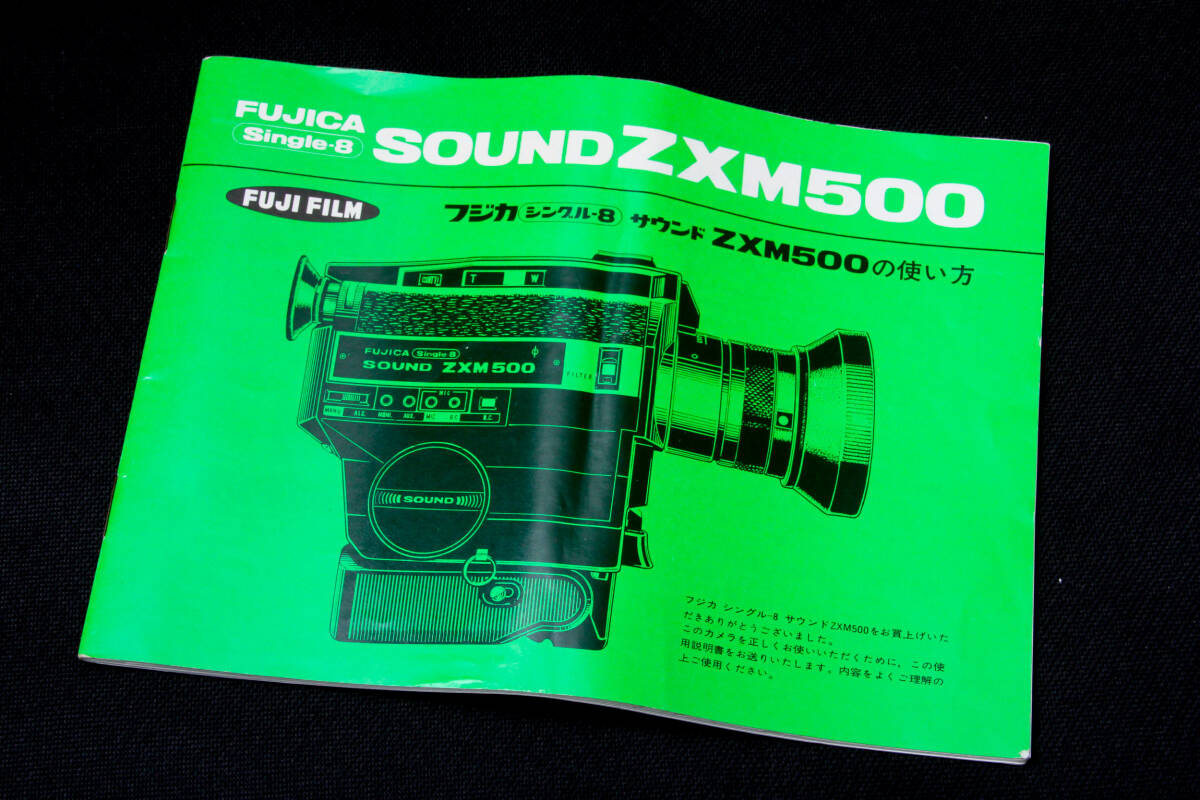 FUJICA
Single-8
SOUND ZXM500
FUJI FILM
フジカ シングル-8 サウンド ZXM500の使い方
T W
FUJICA Single 8
SOUND ZXM500
FILTER
MIC
MANU. ALC. MONI. AUX. MIC. R.C. R.C.
SOUND
フジカ シングル-8 サウンドZXM500をお買上げいた
だきありがとうございました。
このカメラを正しくお使いいただくために、この使
用説明書をお送りいたします。内容をよくご理解の
上ご使用ください。